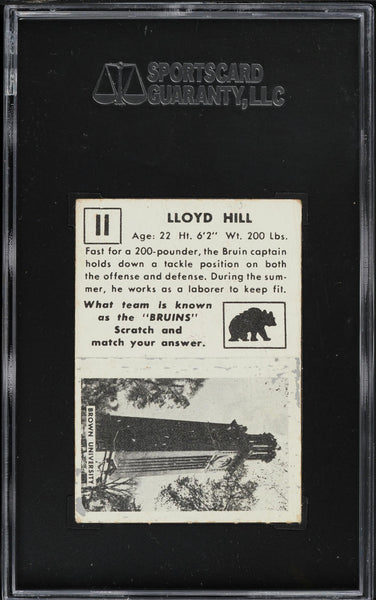 SPORTSCARD
GUARANTY, LLC
11
LLOYD HILL
Age: 22 Ht. 6'2" Wt. 200 Lbs.
Fast for a 200-pounder, the Bruin captain
holds down a tackle position on both
the offense and defense. During the sum-
mer, he works as a laborer to keep fit.
What team is known
as the "BRUINS"
Scratch and
match your answer.
BROWN UNIVERSITY